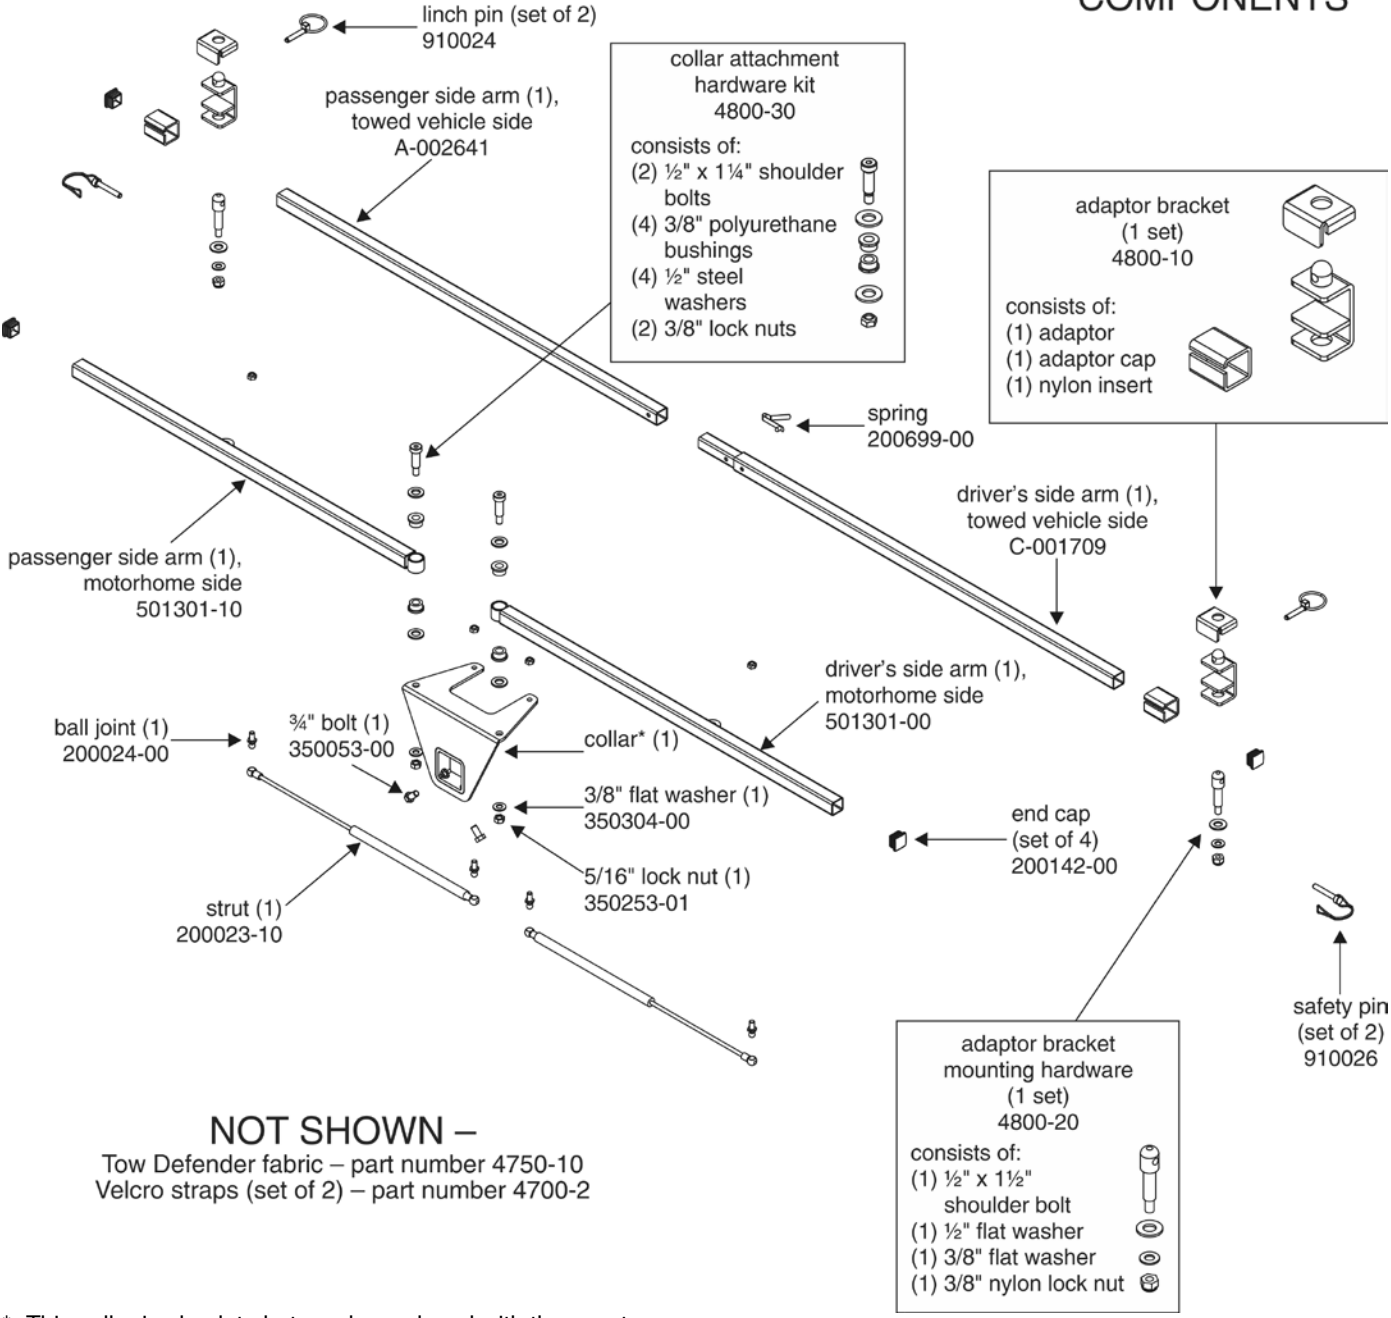 COMPONENTS
linch pin (set of 2)
910024
passenger side arm (1),
towed vehicle side
A-002641
collar attachment
hardware kit
4800-30
consists of:
(2) ½" x 1¼" shoulder
bolts
(4) 3/8" polyurethane
bushings
(4) ½" steel
washers
(2) 3/8" lock nuts
adaptor bracket
(1 set)
4800-10
consists of:
(1) adaptor
(1) adaptor cap
(1) nylon insert
spring
200699-00
driver's side arm (1),
towed vehicle side
C-001709
passenger side arm (1),
motorhome side
501301-10
driver's side arm (1),
motorhome side
501301-00
ball joint (1)
200024-00
¾" bolt (1)
350053-00
collar* (1)
3/8" flat washer (1)
350304-00
5/16" lock nut (1)
350253-01
end cap
(set of 4)
200142-00
strut (1)
200023-10
safety pin
(set of 2)
910026
adaptor bracket
mounting hardware
(1 set)
4800-20
consists of:
(1) ½" x 1½"
shoulder bolt
(1) ½" flat washer
(1) 3/8" flat washer
(1) 3/8" nylon lock nut
NOT SHOWN –
Tow Defender fabric – part number 4750-10
Velcro straps (set of 2) – part number 4700-2